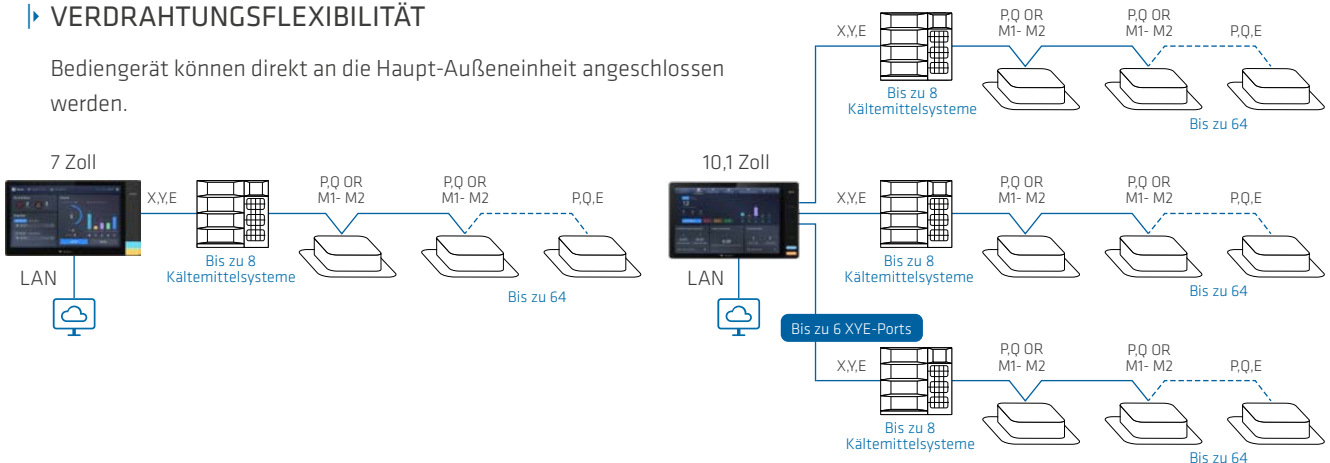 VERDRAHTUNGSFLEXIBILITÄT
Bediengerät können direkt an die Haupt-Außeneinheit angeschlossen
werden.
7 Zoll
X,Y,E
P,Q OR
M1- M2
P,Q OR
M1- M2
P,Q,E
LAN
Bis zu 8
Kältemittelsysteme
Bis zu 64
10,1 Zoll
LAN
X,Y,E
P,Q OR
M1- M2
P,Q OR
M1- M2
P,Q,E
Bis zu 8
Kältemittelsysteme
Bis zu 64
X,Y,E
P,Q OR
M1- M2
P,Q OR
M1- M2
P,Q,E
Bis zu 8
Kältemittelsysteme
Bis zu 64
Bis zu 6 XYE-Ports
X,Y,E
P,Q OR
M1- M2
P,Q OR
M1- M2
P,Q,E
Bis zu 8
Kältemittelsysteme
Bis zu 64